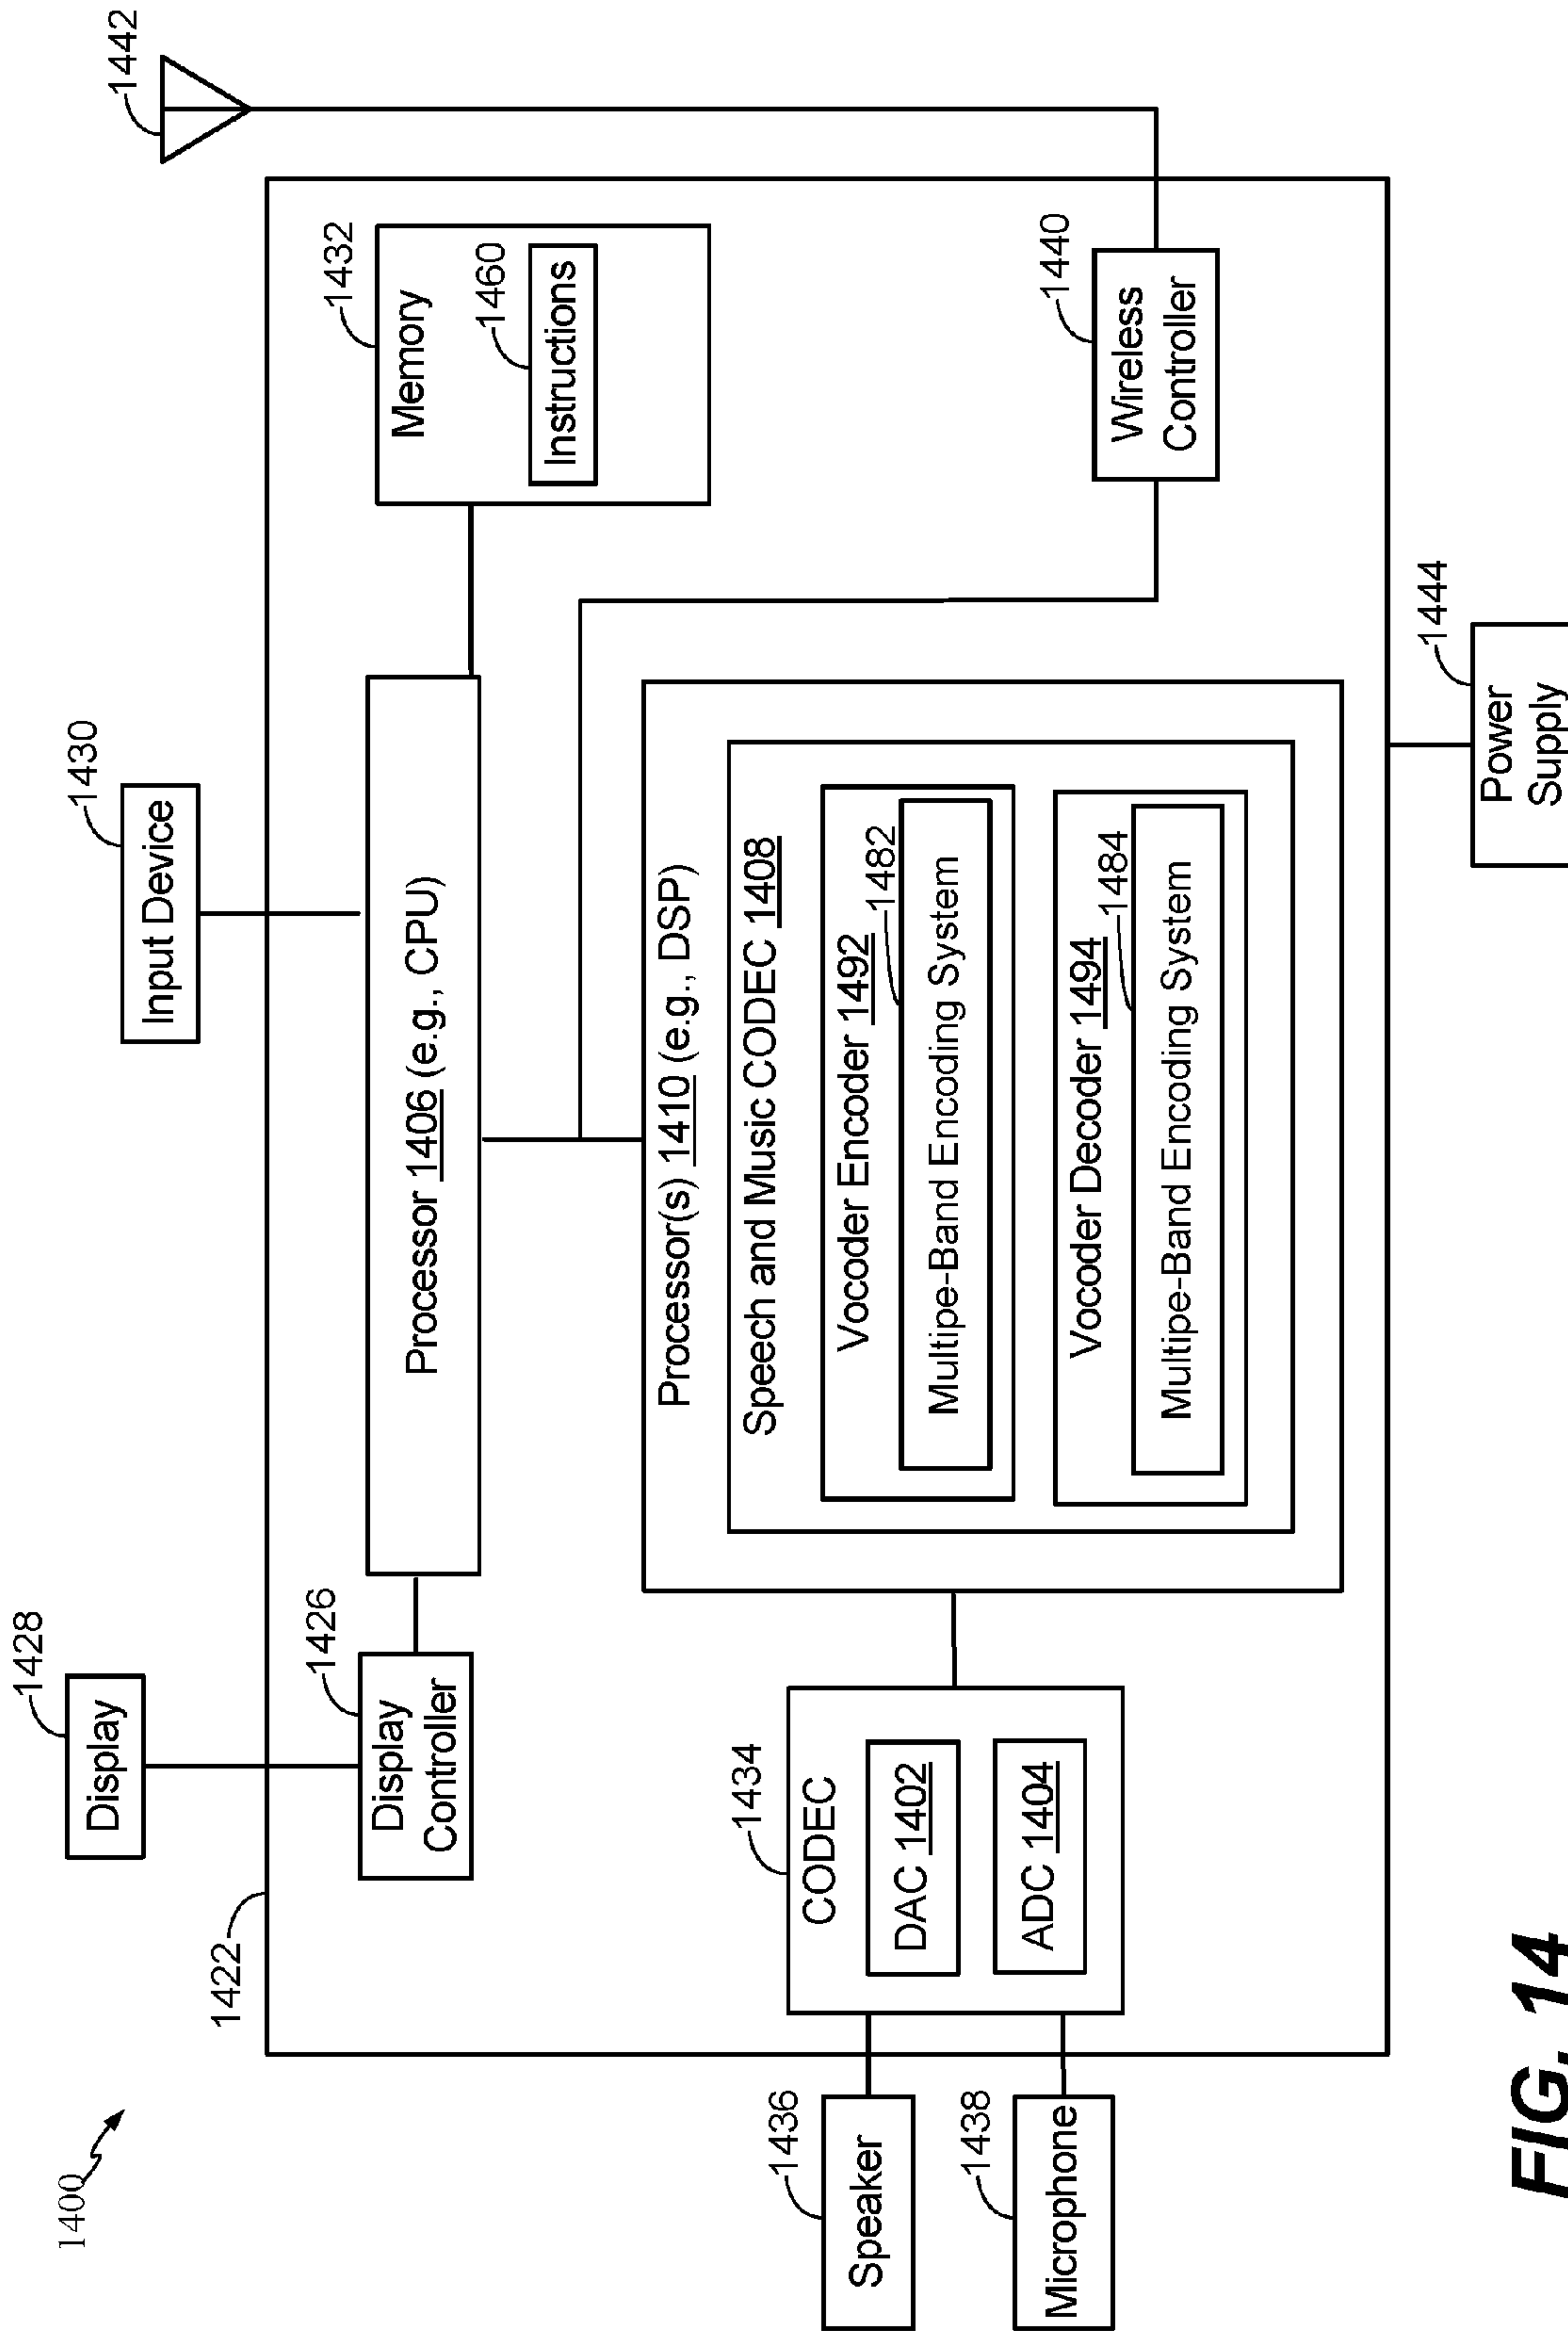 1400
1422
1428
Display
1426
Display
Controller
1430
Input Device
1442
Processor 1406 (e.g., CPU)
1432
Memory
1460
Instructions
Processor(s) 1410 (e.g., DSP)
Speech and Music CODEC 1408
Vocoder Encoder 1492
1482
Multipe-Band Encoding System
Vocoder Decoder 1494
1484
Multipe-Band Encoding System
1434
CODEC
DAC 1402
ADC 1404
1436
Speaker
1438
Microphone
1440
Wireless
Controller
1444
Power
Supply
FIG. 14